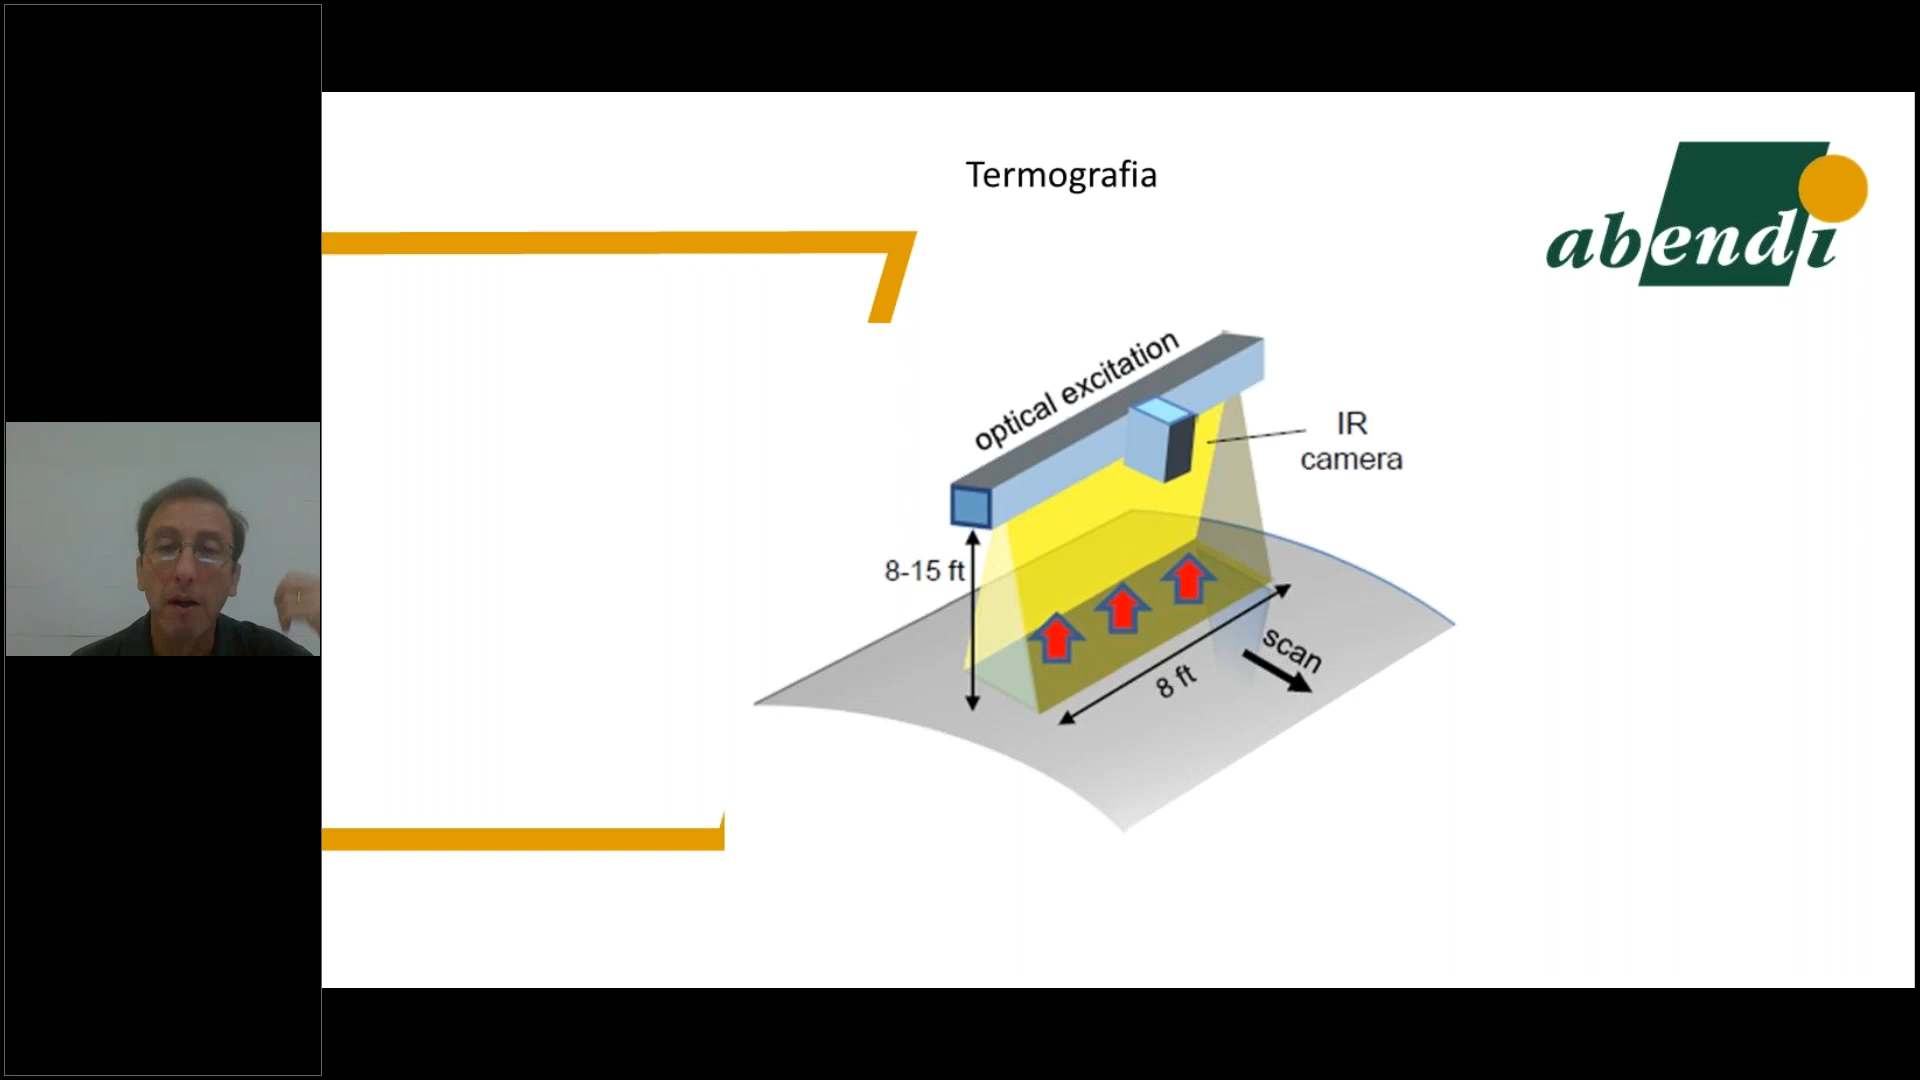 Termografia
abendi
optical excitation
IR
camera
8-15 ft
scan
8 ft